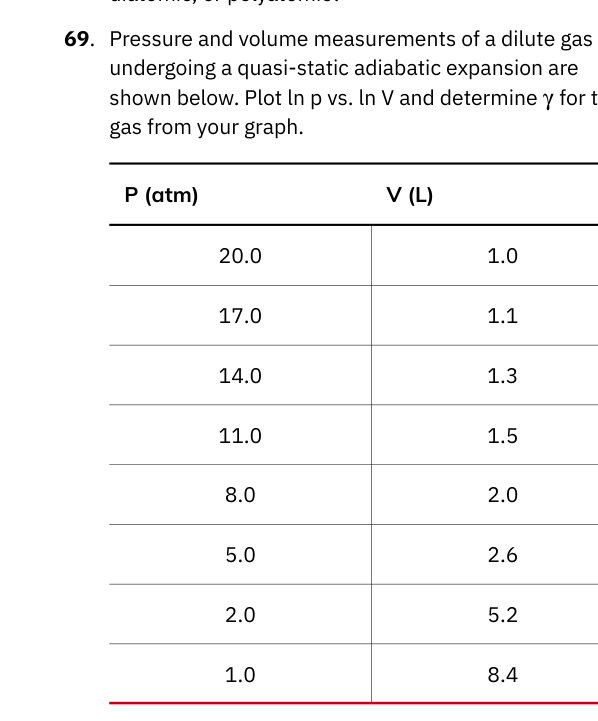 69. Pressure and volume measurements of a dilute gas
undergoing a quasi-static adiabatic expansion are
shown below. Plot ln p vs. ln V and determine γ for t
gas from your graph.
P (atm) V (L)
20.0 1.0
17.0 1.1
14.0 1.3
11.0 1.5
8.0 2.0
5.0 2.6
2.0 5.2
1.0 8.4